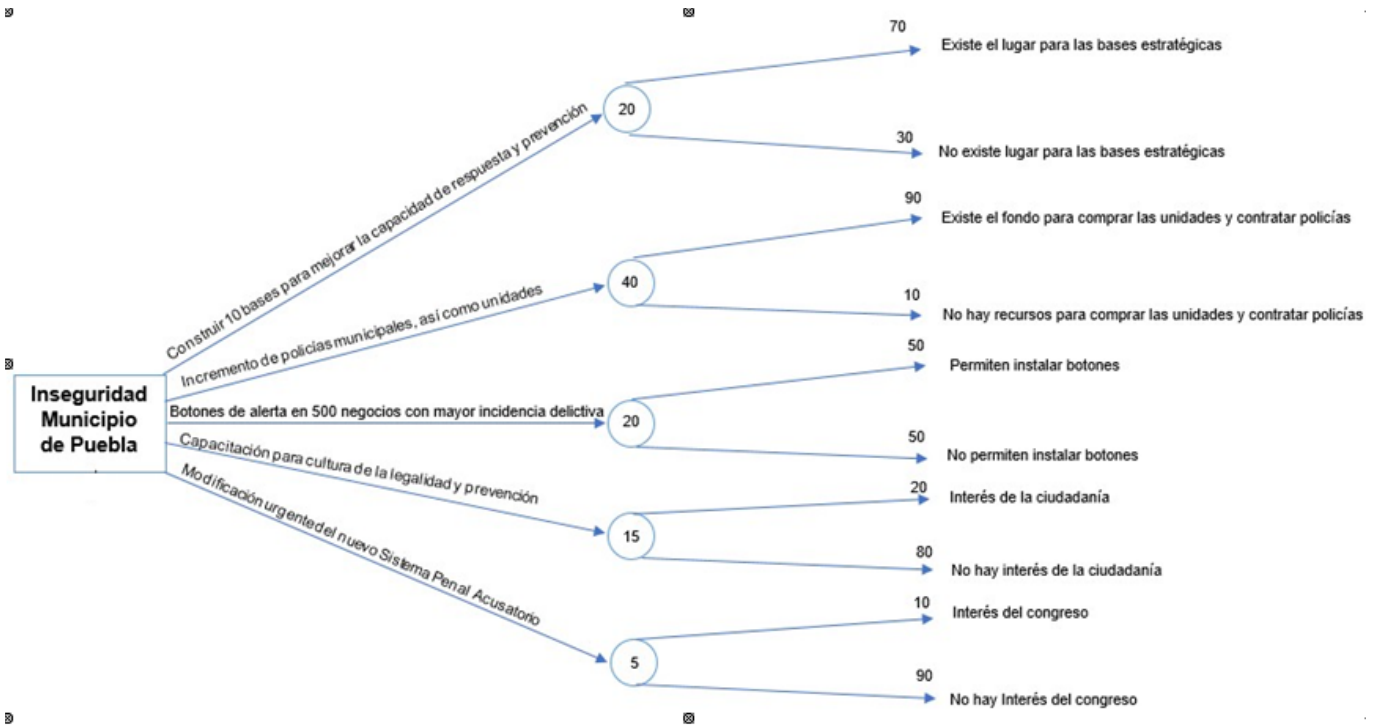 Inseguridad
Municipio
de Puebla
Construir 10 bases para mejorar la capacidad de respuesta y prevención
20
70
Existe el lugar para las bases estratégicas
30
No existe lugar para las bases estratégicas
Incremento de policías municipales, así como unidades
40
90
Existe el fondo para comprar las unidades y contratar policías
10
No hay recursos para comprar las unidades y contratar policías
Botones de alerta en 500 negocios con mayor incidencia delictiva
20
50
Permiten instalar botones
50
No permiten instalar botones
Capacitación para cultura de la legalidad y prevención
15
20
Interés de la ciudadanía
80
No hay interés de la ciudadanía
Modificación urgente del nuevo Sistema Penal Acusatorio
5
10
Interés del congreso
90
No hay Interés del congreso